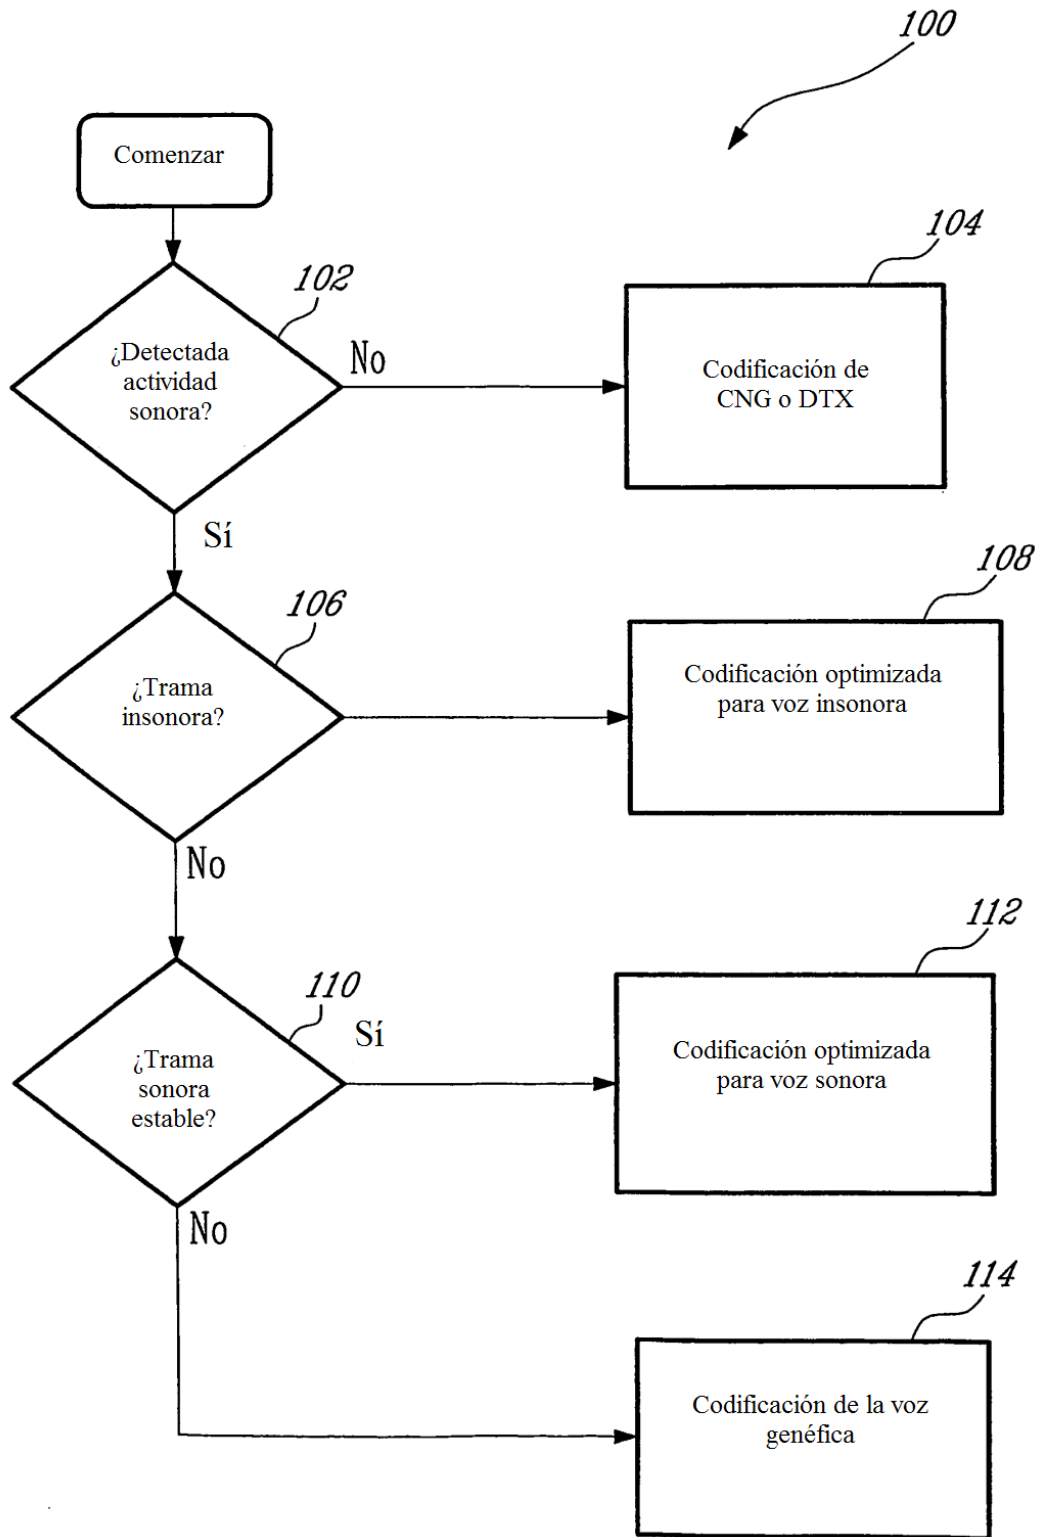 100
Comenzar
102
¿Detectada
actividad
sonora?
No
104
Codificación de
CNG o DTX
Sí
106
¿Trama
insonora?
108
Codificación optimizada
para voz insonora
No
110
¿Trama
sonora
estable?
Sí
112
Codificación optimizada
para voz sonora
No
114
Codificación de la voz
genéfica